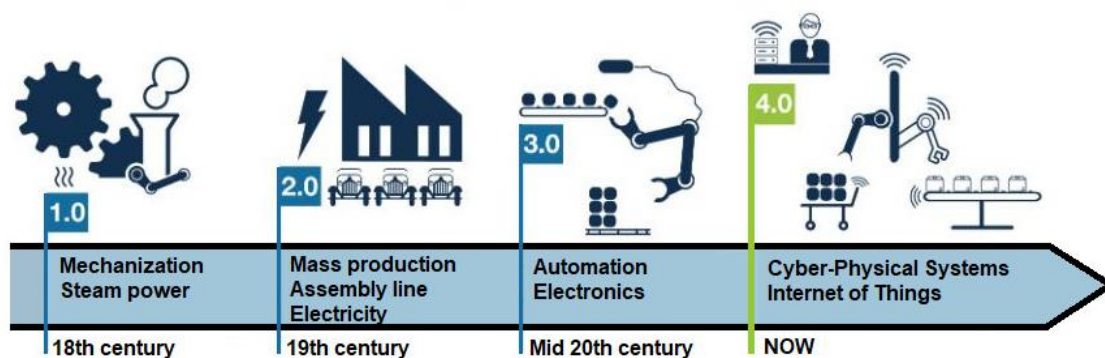 1.0
Mechanization
Steam power
18th century
2.0
Mass production
Assembly line
Electricity
19th century
3.0
Automation
Electronics
Mid 20th century
4.0
Cyber-Physical Systems
Internet of Things
NOW